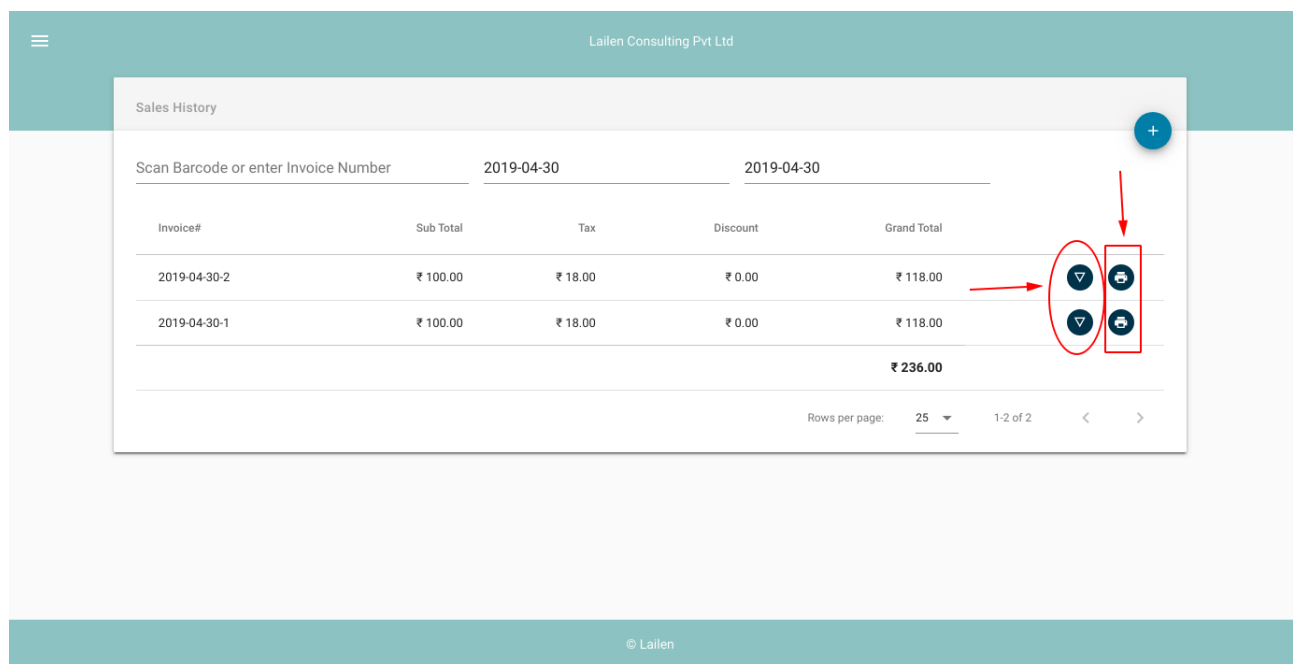 Lailen Consulting Pvt Ltd
Sales History
+
Scan Barcode or enter Invoice Number 2019-04-30 2019-04-30
Invoice# Sub Total Tax Discount Grand Total
2019-04-30-2 ₹ 100.00 ₹ 18.00 ₹ 0.00 ₹ 118.00
2019-04-30-1 ₹ 100.00 ₹ 18.00 ₹ 0.00 ₹ 118.00
₹ 236.00
Rows per page: 25 1-2 of 2
© Lailen